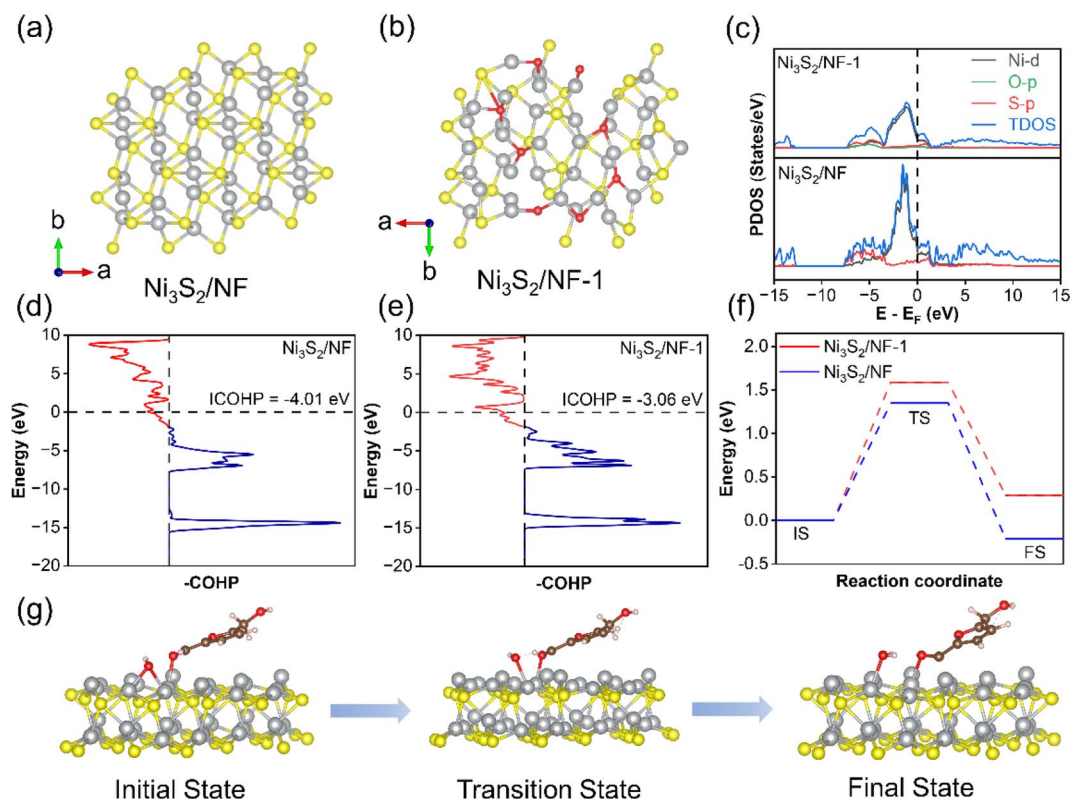 (a)
b
a
Ni₃S₂/NF
(b)
a
b
Ni₃S₂/NF-1
(c)
Ni₃S₂/NF-1
Ni-d
O-p
S-p
TDOS
Ni₃S₂/NF
PDOS (States/eV)
−15 −10 −5 0 5 10 15
E - E_F (eV)
(d)
Ni₃S₂/NF
ICOHP = -4.01 eV
Energy (eV)
10
5
0
−5
−10
−15
−20
-COHP
(e)
Ni₃S₂/NF-1
ICOHP = -3.06 eV
Energy (eV)
10
5
0
−5
−10
−15
−20
-COHP
(f)
Ni₃S₂/NF-1
Ni₃S₂/NF
Energy (eV)
2.0
1.5
1.0
0.5
0.0
-0.5
IS
TS
FS
Reaction coordinate
(g)
Initial State
Transition State
Final State